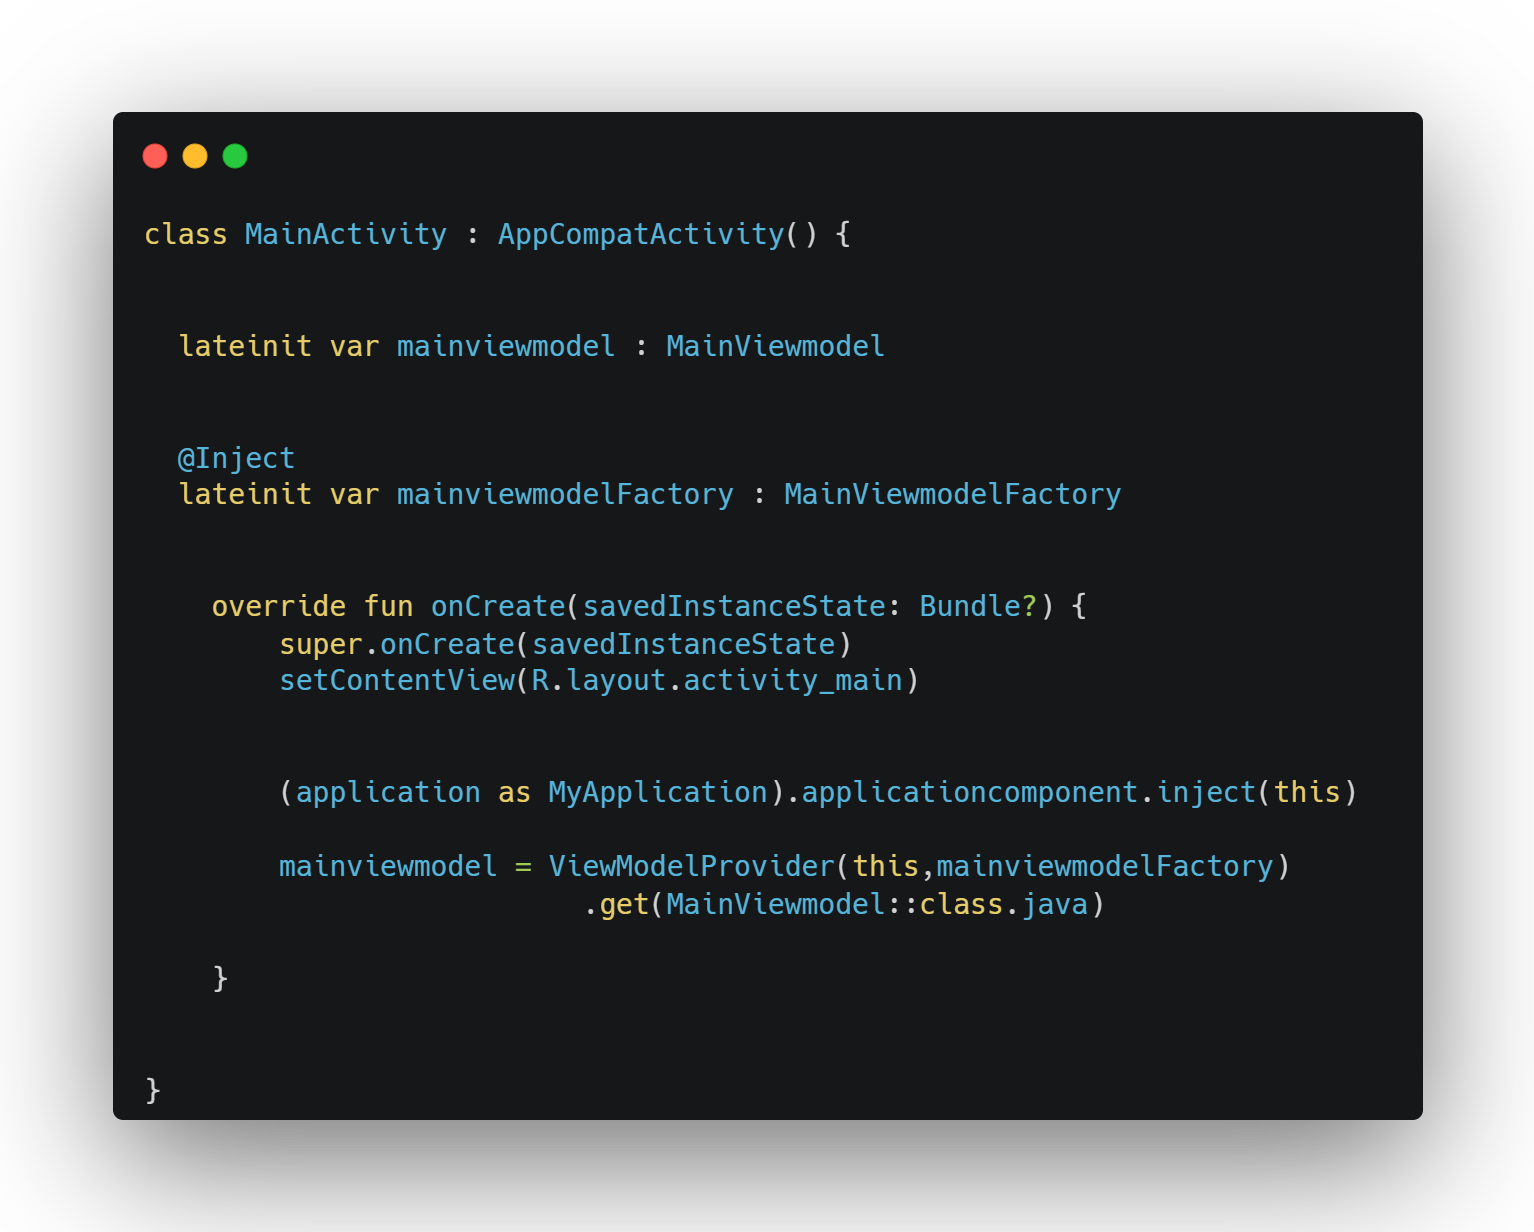 class MainActivity : AppCompatActivity() {
lateinit var mainviewmodel : MainViewmodel
@Inject
lateinit var mainviewmodelFactory : MainViewmodelFactory
override fun onCreate(savedInstanceState: Bundle?) {
super.onCreate(savedInstanceState)
setContentView(R.layout.activity_main)
(application as MyApplication).applicationcomponent.inject(this)
mainviewmodel = ViewModelProvider(this,mainviewmodelFactory)
.get(MainViewmodel::class.java)
}
}